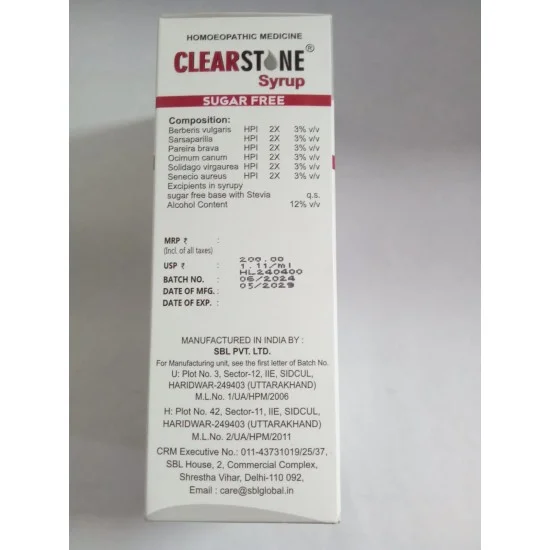 HOMOEOPATHIC MEDICINE
CLEARSTONE®
Syrup
SUGAR FREE
Composition:
Berberis vulgaris HPI 2X 3% v/v
Sarsaparilla HPI 2X 3% v/v
Pareira brava HPI 2X 3% v/v
Ocimum canum HPI 2X 3% v/v
Solidago virgaurea HPI 2X 3% v/v
Senecio aureus HPI 2X 3% v/v
Excipients in syrupy
sugar free base with Stevia q.s.
Alcohol Content 12% v/v
MRP ₹ :
(Incl. of all taxes)
200.00
USP ₹ : 1.11/ml
BATCH NO. : HL240400
DATE OF MFG. : 06/2024
DATE OF EXP. : 05/2029
MANUFACTURED IN INDIA BY :
SBL PVT. LTD.
For Manufacturing unit, see the first letter of Batch No.
U: Plot No. 3, Sector-12, IIE, SIDCUL,
HARIDWAR-249403 (UTTARAKHAND)
M.L.No. 1/UA/HPM/2006
H: Plot No. 42, Sector-11, IIE, SIDCUL,
HARIDWAR-249403 (UTTARAKHAND)
M.L.No. 2/UA/HPM/2011
CRM Executive No.: 011-43731019/25/37,
SBL House, 2, Commercial Complex,
Shrestha Vihar, Delhi-110 092,
Email : care@sblglobal.in